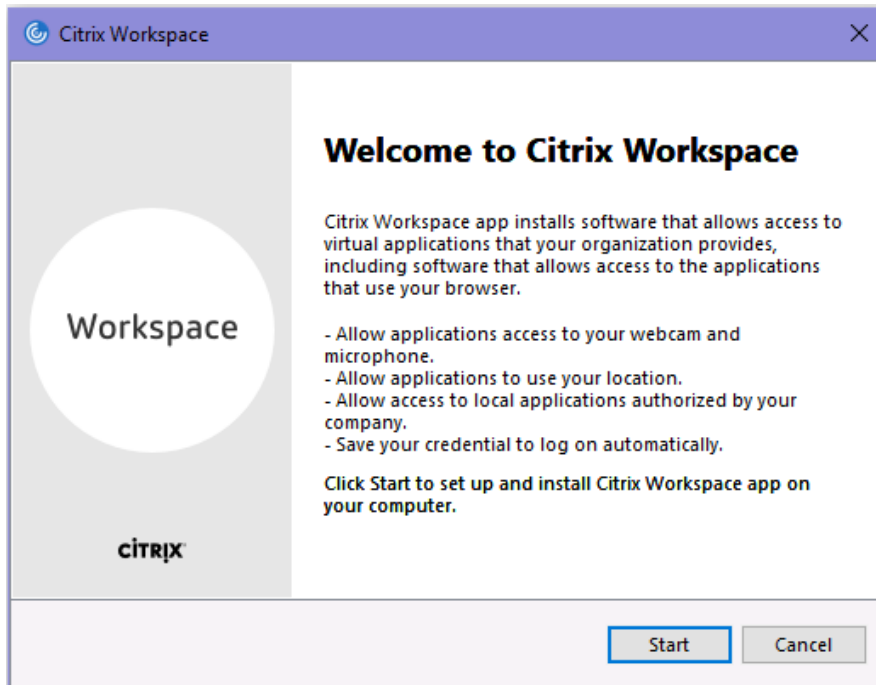 Citrix Workspace
Welcome to Citrix Workspace
Citrix Workspace app installs software that allows access to
virtual applications that your organization provides,
including software that allows access to the applications
that use your browser.
- Allow applications access to your webcam and
microphone.
- Allow applications to use your location.
- Allow access to local applications authorized by your
company.
- Save your credential to log on automatically.
Click Start to set up and install Citrix Workspace app on
your computer.
Workspace
CİTRỊX
Start
Cancel